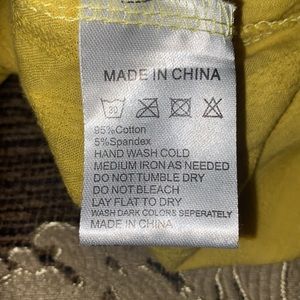 MADE IN CHINA
95%Cotton
5%Spandex
HAND WASH COLD
MEDIUM IRON AS NEEDED
DO NOT TUMBLE DRY
DO NOT BLEACH
LAY FLAT TO DRY
WASH DARK COLORS SEPERATELY
MADE IN CHINA